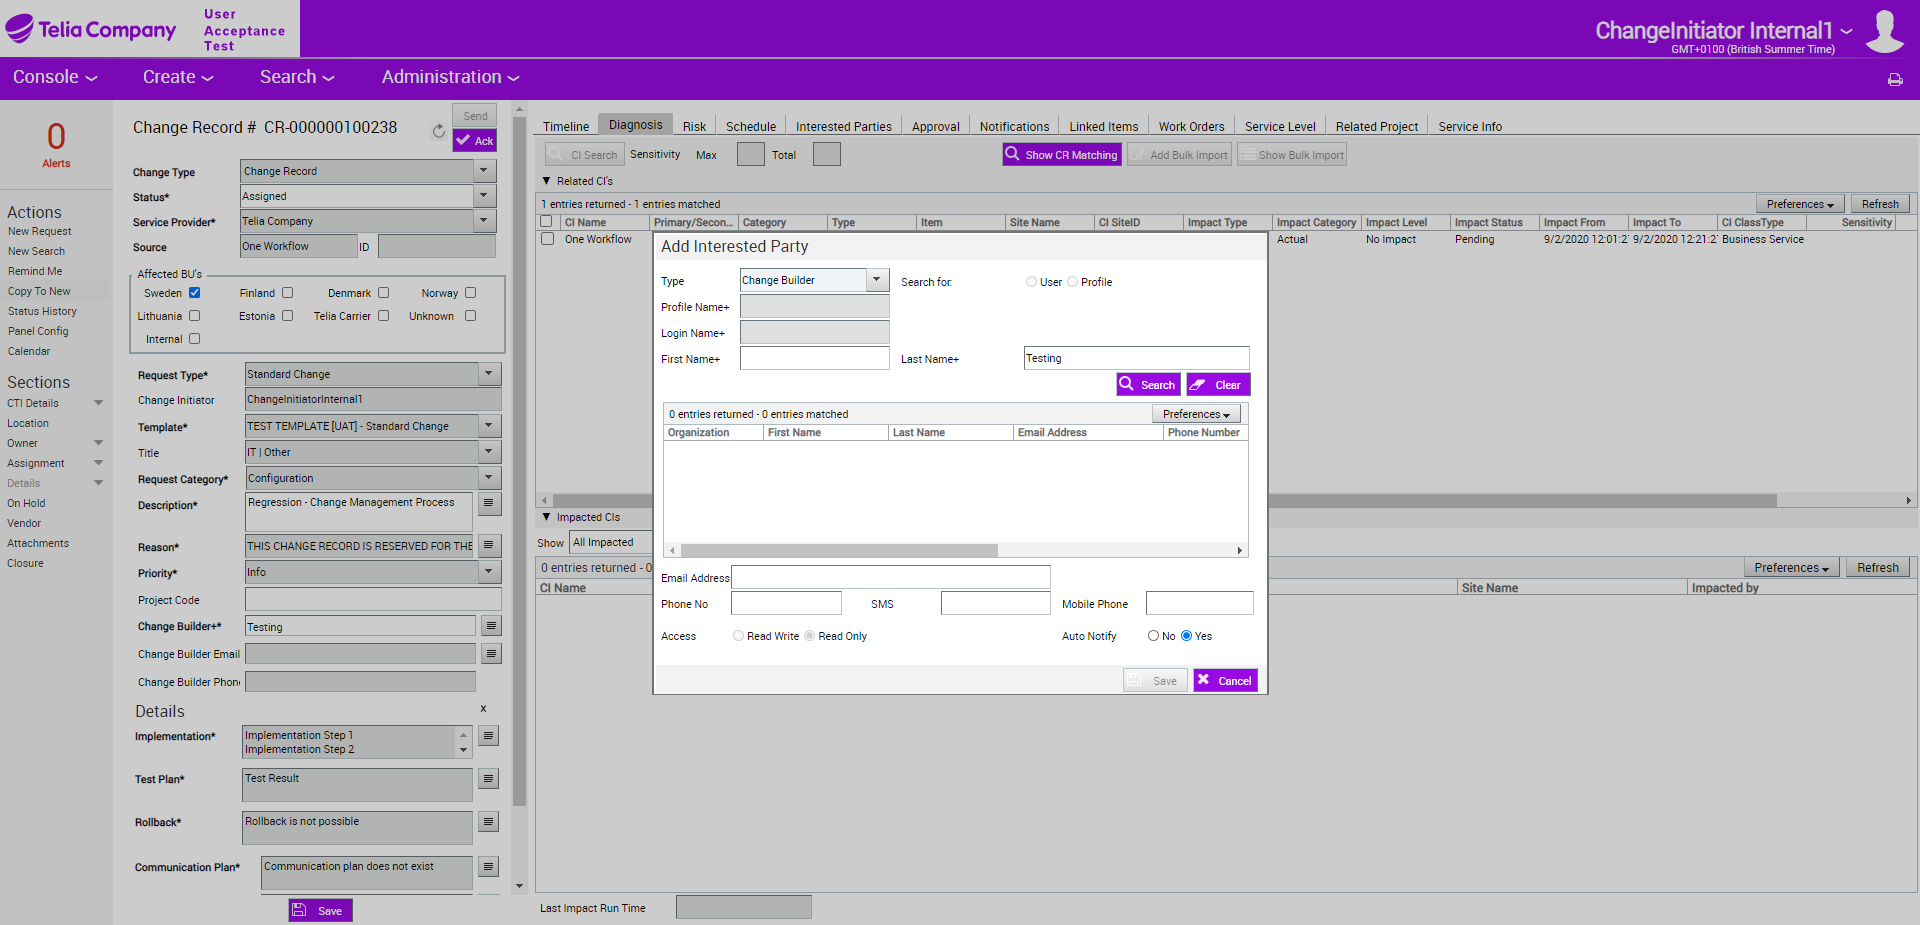 Telia Company
User
Acceptance
Test
ChangeInitiator Internal1
GMT+0100 (British Summer Time)
Console
Create
Search
Administration
0
Alerts
Actions
New Request
New Search
Remind Me
Copy To New
Status History
Panel Config
Calendar
Sections
CTI Details
Location
Owner
Assignment
Details
On Hold
Vendor
Attachments
Closure
Change Record # CR-000000100238
Send
Ack
Change Type Change Record
Status* Assigned
Service Provider* Telia Company
Source One Workflow ID
Affected BU's
Sweden Finland Denmark Norway
Lithuania Estonia Telia Carrier Unknown
Internal
Request Type* Standard Change
Change Initiator ChangeInitiatorInternal1
Template* TEST TEMPLATE [UAT] - Standard Change
Title IT | Other
Request Category* Configuration
Description* Regression - Change Management Process
Reason* THIS CHANGE RECORD IS RESERVED FOR THE
Priority* Info
Project Code
Change Builder+* Testing
Change Builder Email
Change Builder Phon
Details x
Implementation* Implementation Step 1
Implementation Step 2
Test Plan* Test Result
Rollback* Rollback is not possible
Communication Plan* Communication plan does not exist
Save
Timeline Diagnosis Risk Schedule Interested Parties Approval Notifications Linked Items Work Orders Service Level Related Project Service Info
CI Search Sensitivity Max Total Show CR Matching Add Bulk Import Show Bulk Import
Related CI's
1 entries returned - 1 entries matched Preferences Refresh
CI Name Primary/Secon... Category Type Item Site Name CI SiteID Impact Type Impact Category Impact Level Impact Status Impact From Impact To CI ClassType Sensitivity
One Workflow Actual No Impact Pending 9/2/2020 12:01:2 9/2/2020 12:21:2 Business Service
Impacted CIs
Show All Impacted
0 entries returned - 0 Preferences Refresh
CI Name Site Name Impacted by
Last Impact Run Time
Add Interested Party
Type Change Builder Search for: User Profile
Profile Name+
Login Name+
First Name+ Last Name+ Testing
Search Clear
0 entries returned - 0 entries matched Preferences
Organization First Name Last Name Email Address Phone Number
Email Address
Phone No SMS Mobile Phone
Access Read Write Read Only Auto Notify No Yes
Save Cancel